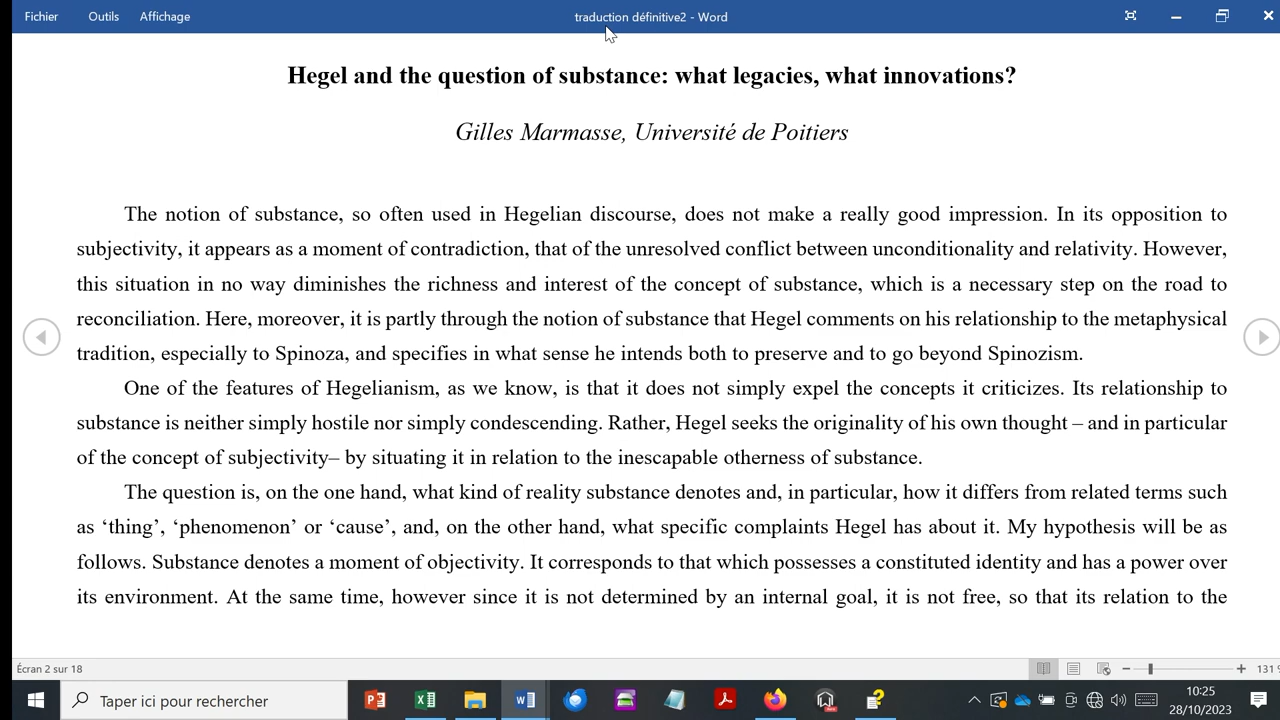 Fichier Outils Affichage traduction définitive2 - Word
Hegel and the question of substance: what legacies, what innovations?
Gilles Marmasse, Université de Poitiers
The notion of substance, so often used in Hegelian discourse, does not make a really good impression. In its opposition to
subjectivity, it appears as a moment of contradiction, that of the unresolved conflict between unconditionality and relativity. However,
this situation in no way diminishes the richness and interest of the concept of substance, which is a necessary step on the road to
reconciliation. Here, moreover, it is partly through the notion of substance that Hegel comments on his relationship to the metaphysical
tradition, especially to Spinoza, and specifies in what sense he intends both to preserve and to go beyond Spinozism.
One of the features of Hegelianism, as we know, is that it does not simply expel the concepts it criticizes. Its relationship to
substance is neither simply hostile nor simply condescending. Rather, Hegel seeks the originality of his own thought – and in particular
of the concept of subjectivity– by situating it in relation to the inescapable otherness of substance.
The question is, on the one hand, what kind of reality substance denotes and, in particular, how it differs from related terms such
as ‘thing’, ‘phenomenon’ or ‘cause’, and, on the other hand, what specific complaints Hegel has about it. My hypothesis will be as
follows. Substance denotes a moment of objectivity. It corresponds to that which possesses a constituted identity and has a power over
its environment. At the same time, however since it is not determined by an internal goal, it is not free, so that its relation to the
Écran 2 sur 18 131 %
Taper ici pour rechercher 10:25
28/10/2023